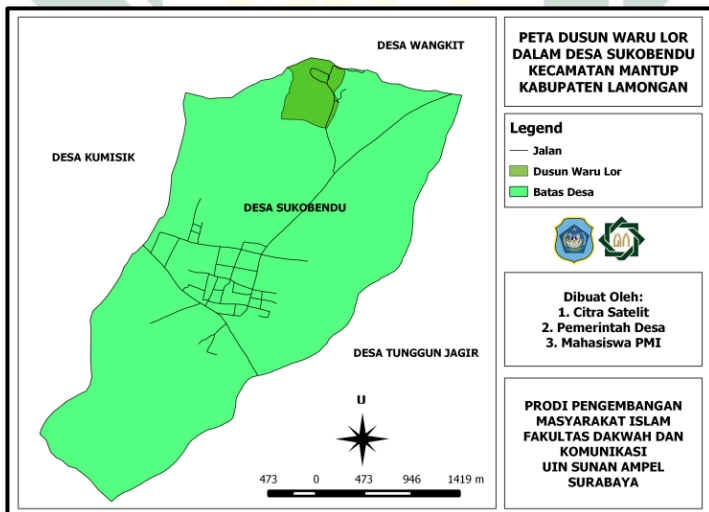 DESA WANGKIT
DESA KUMISIK
DESA SUKOBENDU
DESA TUNGGUN JAGIR
U
473 0 473 946 1419 m
PETA DUSUN WARU LOR
DALAM DESA SUKOBENDU
KECAMATAN MANTUP
KABUPATEN LAMONGAN
Legend
Jalan
Dusun Waru Lor
Batas Desa
Dibuat Oleh:
1. Citra Satelit
2. Pemerintah Desa
3. Mahasiswa PMI
PRODI PENGEMBANGAN
MASYARAKAT ISLAM
FAKULTAS DAKWAH DAN
KOMUNIKASI
UIN SUNAN AMPEL
SURABAYA